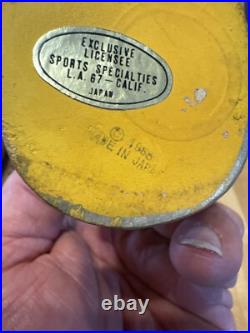 EXCLUSIVE
LICENSEE
SPORTS SPECIALTIES
L.A. 67 - CALIF.
JAPAN
© 1968
MADE IN JAPAN